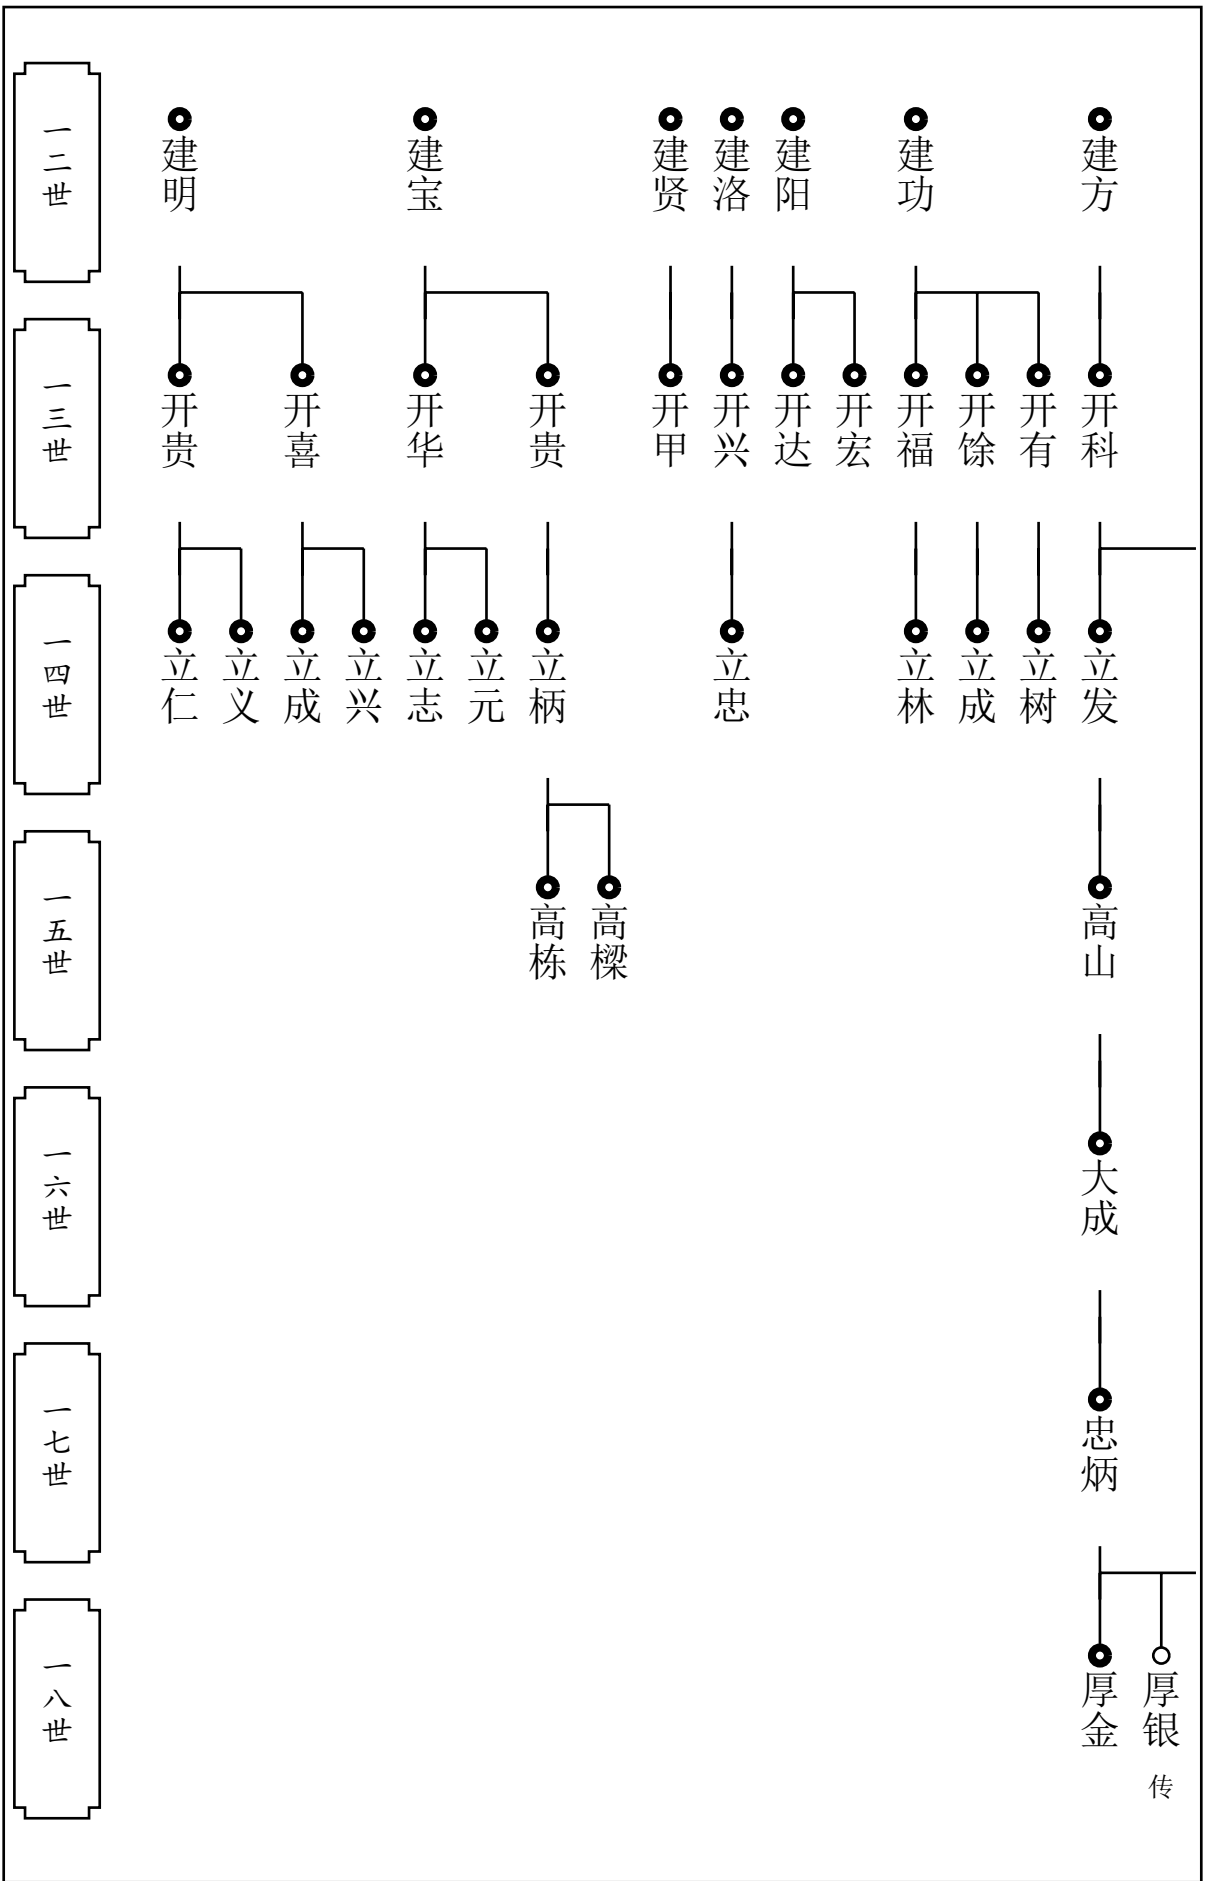 一二世
建明
建宝
建贤
建洛
建阳
建功
建方
一三世
开贵
开喜
开华
开贵
开甲
开兴
开达
开宏
开福
开馀
开有
开科
一四世
立仁
立义
立成
立兴
立志
立元
立柄
立忠
立林
立成
立树
立发
一五世
高栋
高樑
高山
一六世
大成
一七世
忠炳
一八世
厚金
厚银
传